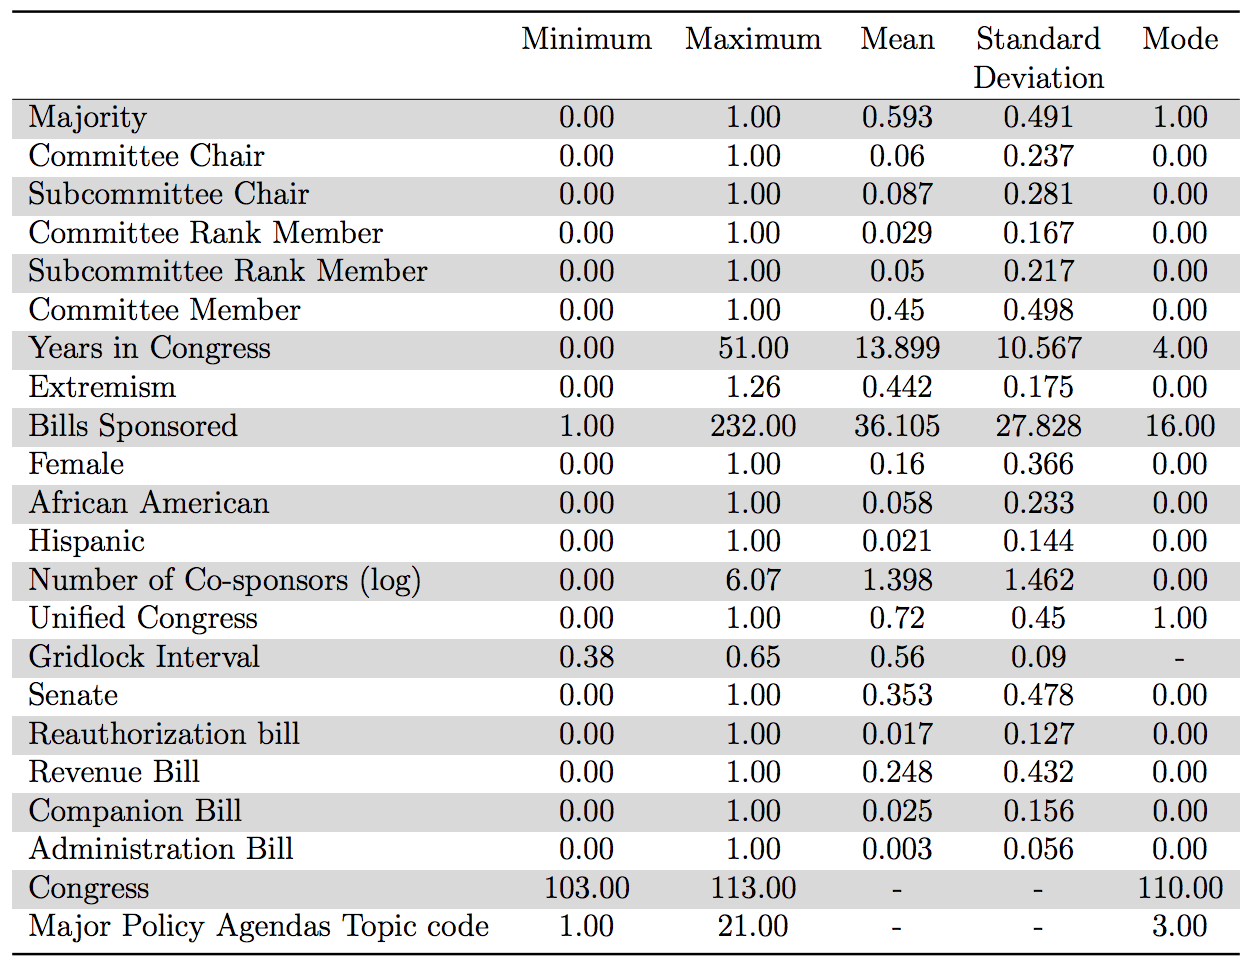 Minimum Maximum Mean Standard Deviation Mode
Majority 0.00 1.00 0.593 0.491 1.00
Committee Chair 0.00 1.00 0.06 0.237 0.00
Subcommittee Chair 0.00 1.00 0.087 0.281 0.00
Committee Rank Member 0.00 1.00 0.029 0.167 0.00
Subcommittee Rank Member 0.00 1.00 0.05 0.217 0.00
Committee Member 0.00 1.00 0.45 0.498 0.00
Years in Congress 0.00 51.00 13.899 10.567 4.00
Extremism 0.00 1.26 0.442 0.175 0.00
Bills Sponsored 1.00 232.00 36.105 27.828 16.00
Female 0.00 1.00 0.16 0.366 0.00
African American 0.00 1.00 0.058 0.233 0.00
Hispanic 0.00 1.00 0.021 0.144 0.00
Number of Co-sponsors (log) 0.00 6.07 1.398 1.462 0.00
Unified Congress 0.00 1.00 0.72 0.45 1.00
Gridlock Interval 0.38 0.65 0.56 0.09 -
Senate 0.00 1.00 0.353 0.478 0.00
Reauthorization bill 0.00 1.00 0.017 0.127 0.00
Revenue Bill 0.00 1.00 0.248 0.432 0.00
Companion Bill 0.00 1.00 0.025 0.156 0.00
Administration Bill 0.00 1.00 0.003 0.056 0.00
Congress 103.00 113.00 - - 110.00
Major Policy Agendas Topic code 1.00 21.00 - - 3.00